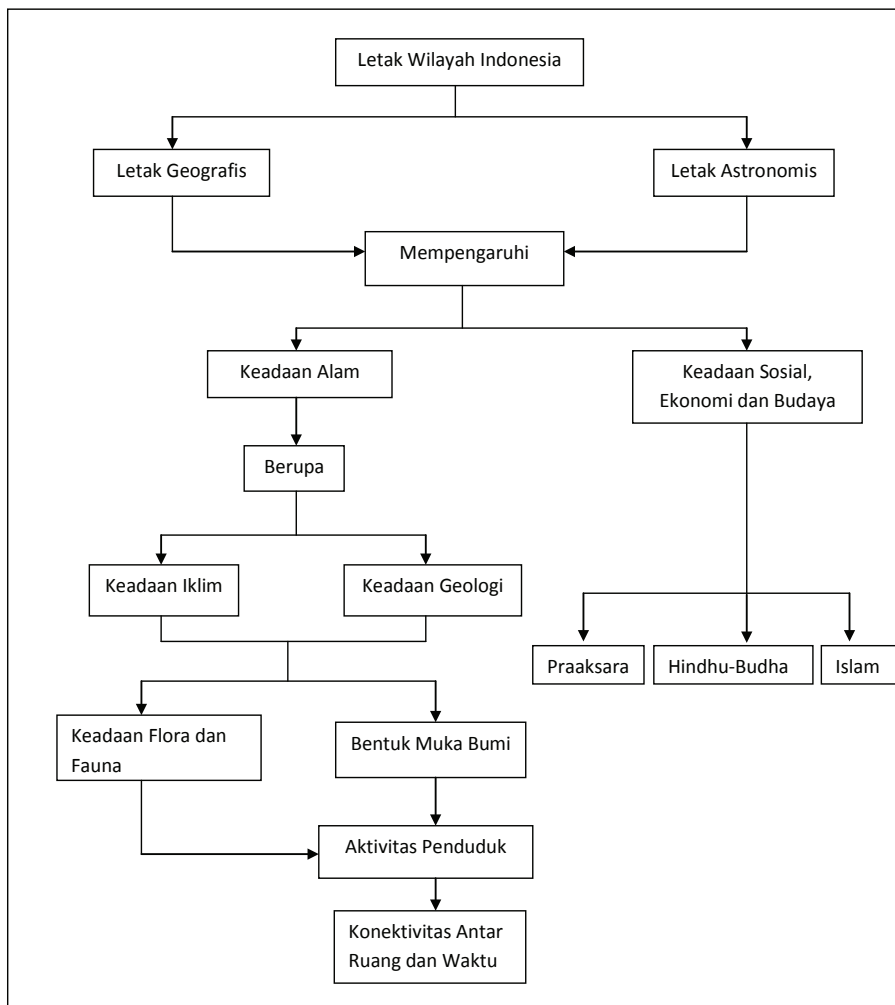 Letak Wilayah Indonesia
Letak Geografis
Letak Astronomis
Mempengaruhi
Keadaan Alam
Keadaan Sosial,
Ekonomi dan Budaya
Berupa
Keadaan Iklim
Keadaan Geologi
Praaksara
Hindhu-Budha
Islam
Keadaan Flora dan
Fauna
Bentuk Muka Bumi
Aktivitas Penduduk
Konektivitas Antar
Ruang dan Waktu